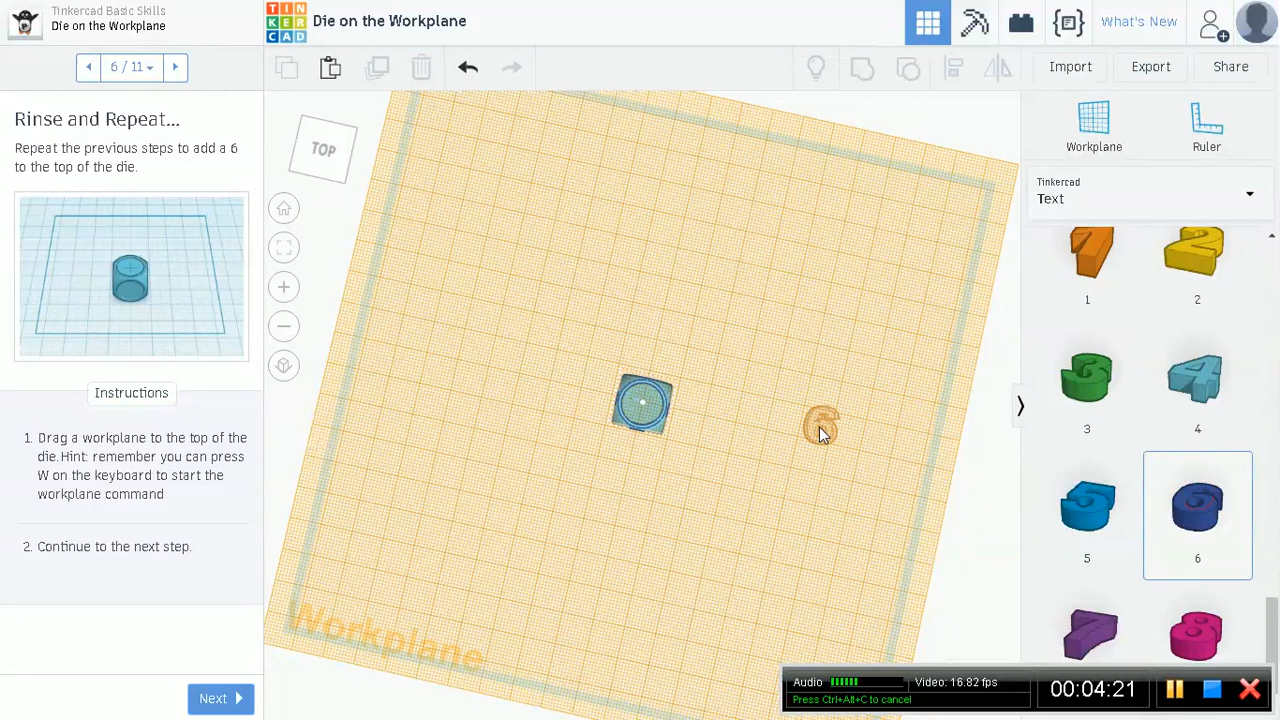 Tinkercad Basic Skills
Die on the Workplane
TIN
KER
CAD
Die on the Workplane
What's New
6 / 11
Import
Export
Share
Rinse and Repeat...
Repeat the previous steps to add a 6
to the top of the die.
TOP
Workplane
Ruler
Tinkercad
Text
1
2
3
4
5
6
Instructions
1. Drag a workplane to the top of the
die.Hint: remember you can press
W on the keyboard to start the
workplane command
2. Continue to the next step.
Workplane
xt
Audio
Video: 16.82 fps
Press Ctrl+Alt+C to cancel
00:04:21